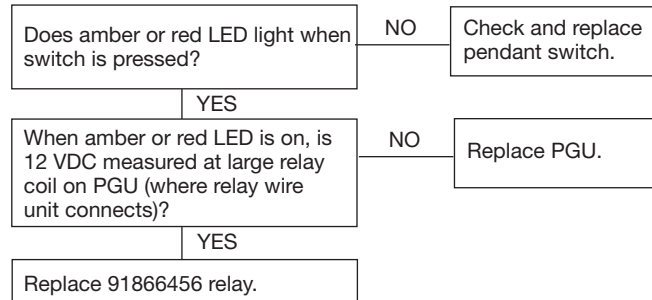 Does amber or red LED light when
switch is pressed?
NO
Check and replace
pendant switch.
YES
When amber or red LED is on, is
12 VDC measured at large relay
coil on PGU (where relay wire
unit connects)?
NO
Replace PGU.
YES
Replace 91866456 relay.